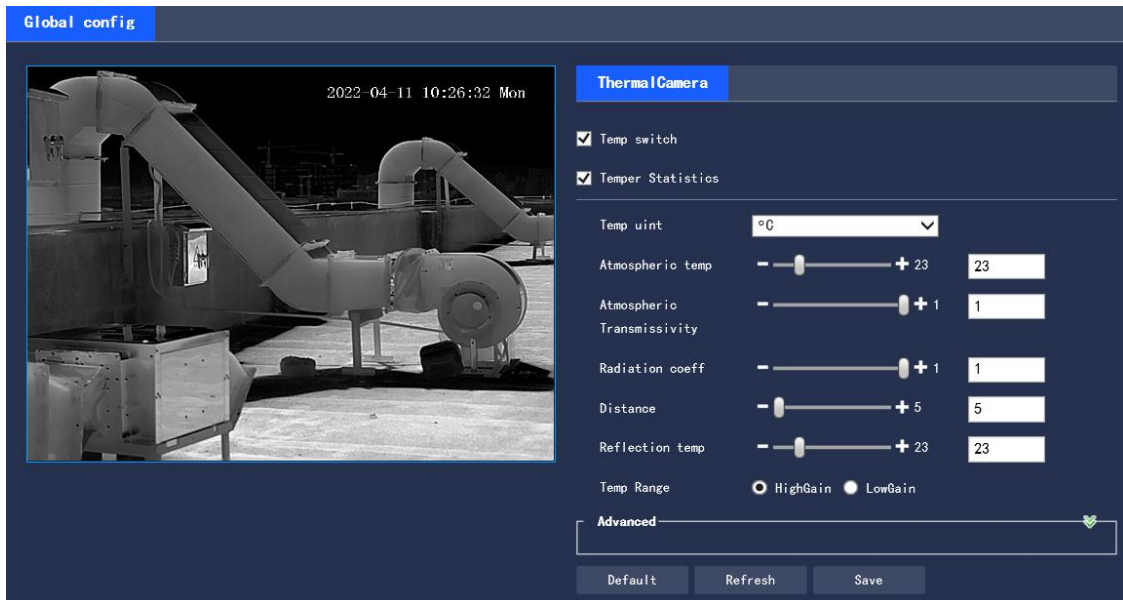 Global config
2022-04-11 10:26:32 Mon
ThermalCamera
Temp switch
Temper Statistics
Temp uint °C
Atmospheric temp - + 23 23
Atmospheric - + 1 1
Transmissivity
Radiation coeff - + 1 1
Distance - + 5 5
Reflection temp - + 23 23
Temp Range HighGain LowGain
Advanced
Default Refresh Save